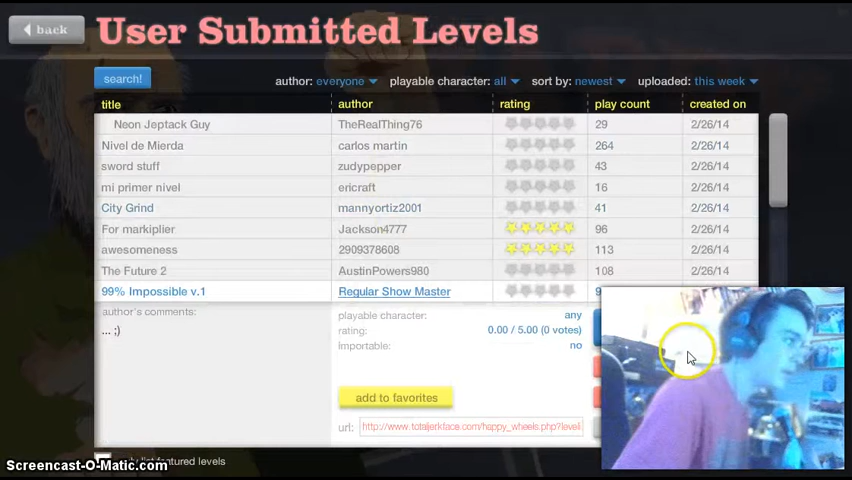 back
User Submitted Levels
search!
author: everyone playable character: all sort by: newest uploaded: this week
title author rating play count created on
Neon Jeptack Guy TheRealThing76 29 2/26/14
Nivel de Mierda carlos martin 264 2/26/14
sword stuff zudypepper 43 2/26/14
mi primer nivel ericraft 16 2/26/14
City Grind mannyortiz2001 41 2/26/14
For markiplier Jackson4777 96 2/26/14
awesomeness 2909378608 113 2/26/14
The Future 2 AustinPowers980 108 2/26/14
99% Impossible v.1 Regular Show Master
author's comments:
... ;)
playable character: any
rating: 0.00 / 5.00 (0 votes)
Importable: no
add to favorites
url: http://www.totaljerkface.com/happy_wheels.php?level
list featured levels
Screencast-O-Matic.com